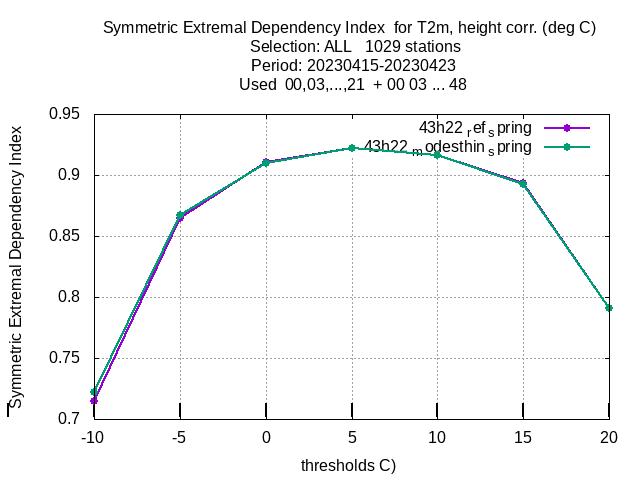 Symmetric Extremal Dependency Index for T2m, height corr. (deg C)
Selection: ALL 1029 stations
Period: 20230415-20230423
Used 00,03,...,21 + 00 03 ... 48
43h22 ref spring
43h22 modesthin spring
Symmetric Extremal Dependency Index
0.95
0.9
0.85
0.8
0.75
0.7
-10 -5 0 5 10 15 20
thresholds C)